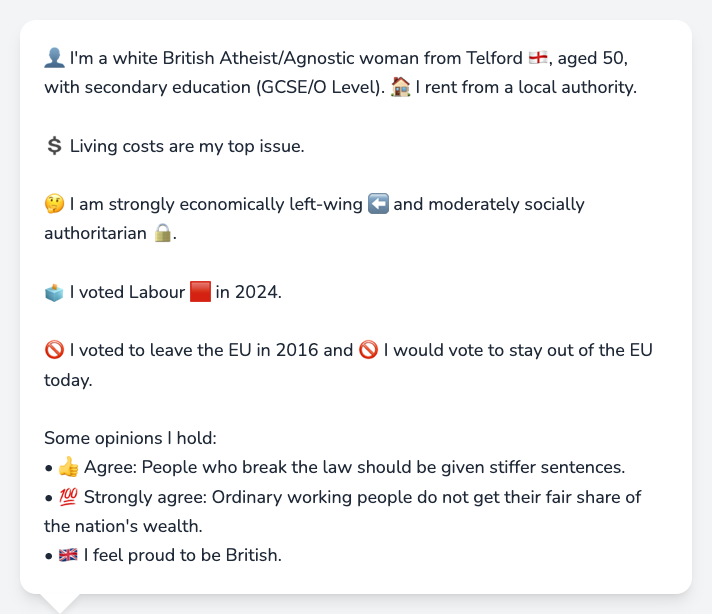 👤 I'm a white British Atheist/Agnostic woman from Telford 🏴󠁧󠁢󠁥󠁮󠁧󠁿, aged 50,
with secondary education (GCSE/O Level). 🏠 I rent from a local authority.
💲 Living costs are my top issue.
🤔 I am strongly economically left-wing ⬅️ and moderately socially
authoritarian 🔒.
🗳️ I voted Labour 🟥 in 2024.
🚫 I voted to leave the EU in 2016 and 🚫 I would vote to stay out of the EU
today.
Some opinions I hold:
• 👍 Agree: People who break the law should be given stiffer sentences.
• 💯 Strongly agree: Ordinary working people do not get their fair share of
the nation's wealth.
• 🇬🇧 I feel proud to be British.